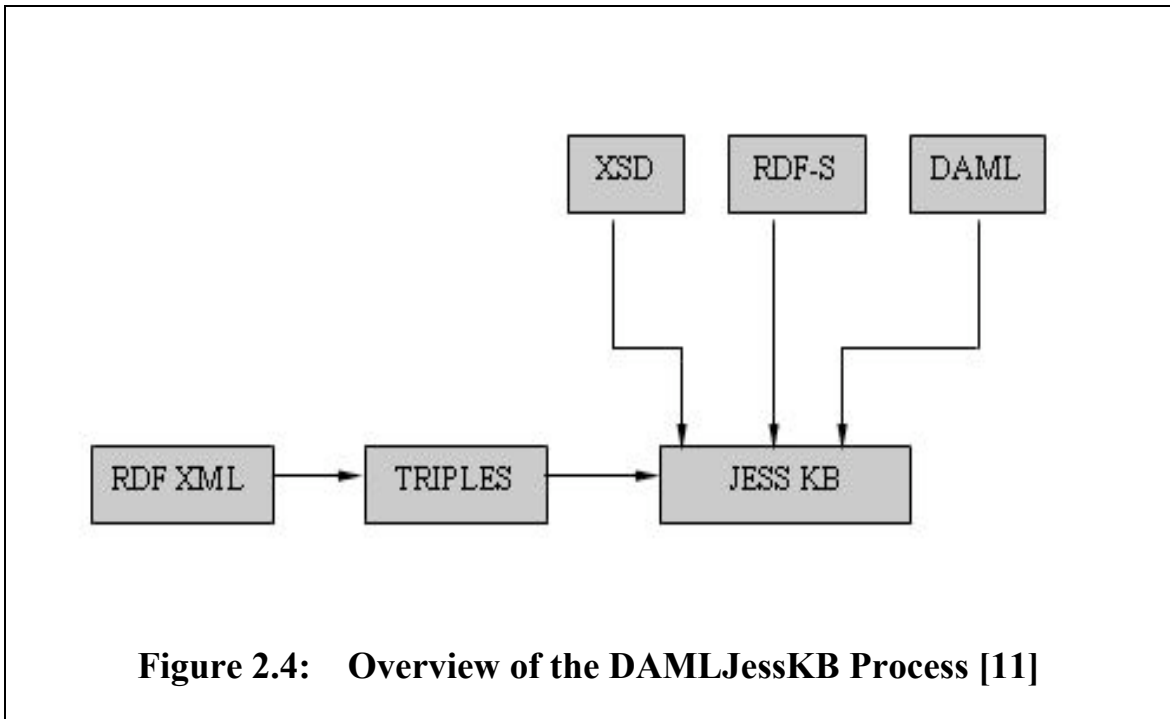 XSD RDF-S DAML
RDF XML TRIPLES JESS KB
Figure 2.4: Overview of the DAMLJessKB Process [11]